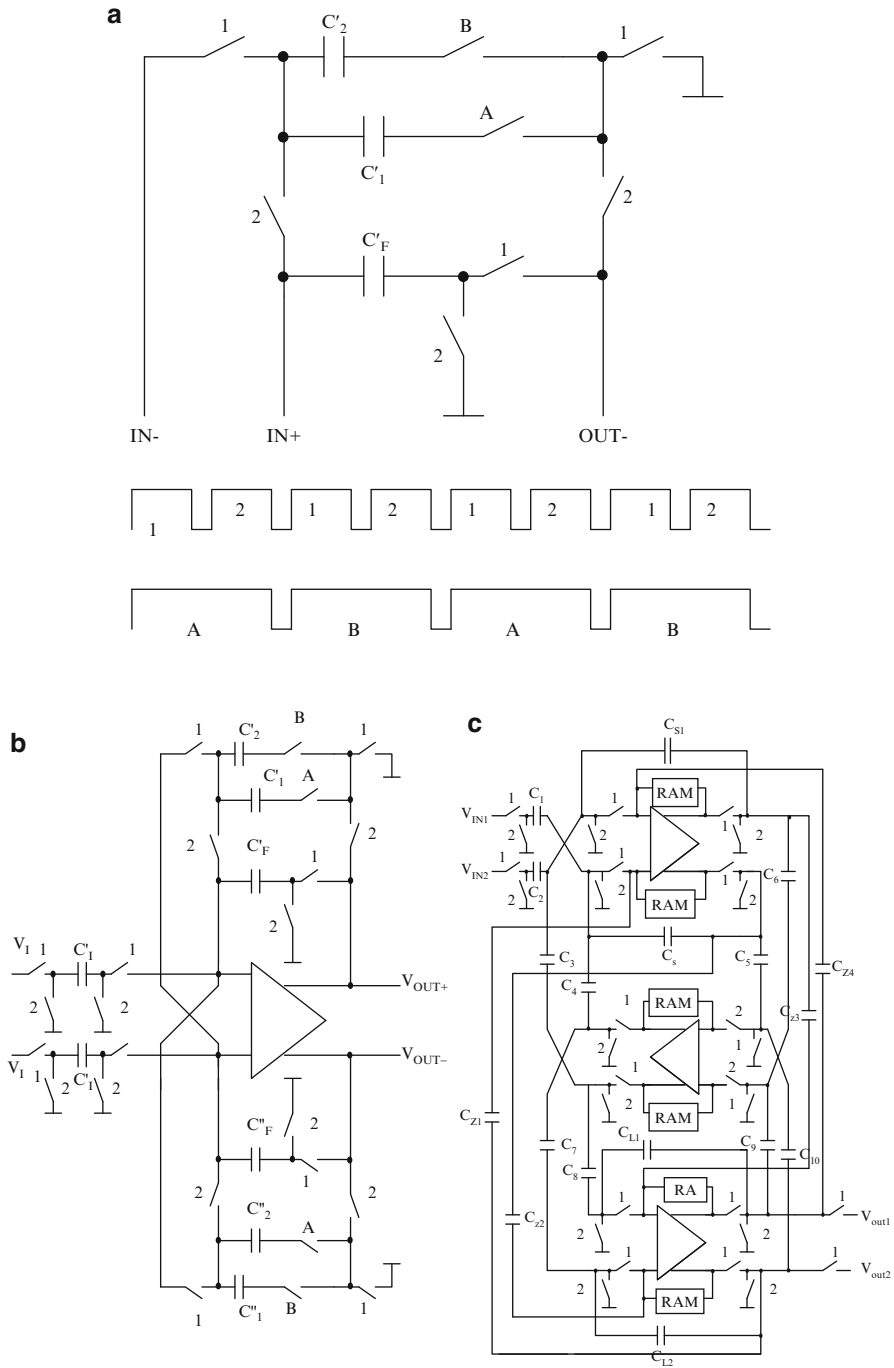 a
1 C'2 B 1
A
C'1
2 2
C'F 1
2
IN- IN+ OUT-
1 2 1 2 1 2 1 2
A B A B
b
1 C'2 B 1
C'1 A
2 C'F 1 2
2
VI 1 C'I 1
2 2
VOUT+
VI 1 2 C'I 2
VOUT–
C"F 2
1
2 C"2 A 2
1 C"1 B 1
c
CS1
VIN1 1 C1 1 RAM
2 2 1 2
VIN2 1 1 1
2 C2 2 RAM 2 C6
C3 Cs C5 CZ4
C4 1 RAM 2 Cz3
2 1
1 2
CZ1 2 RAM 1
C7 CL1 C9 C10
C8 RA
Cz2 1 1 1 Vout1
2 2
1 1 1 Vout2
2 RAM 2
CL2